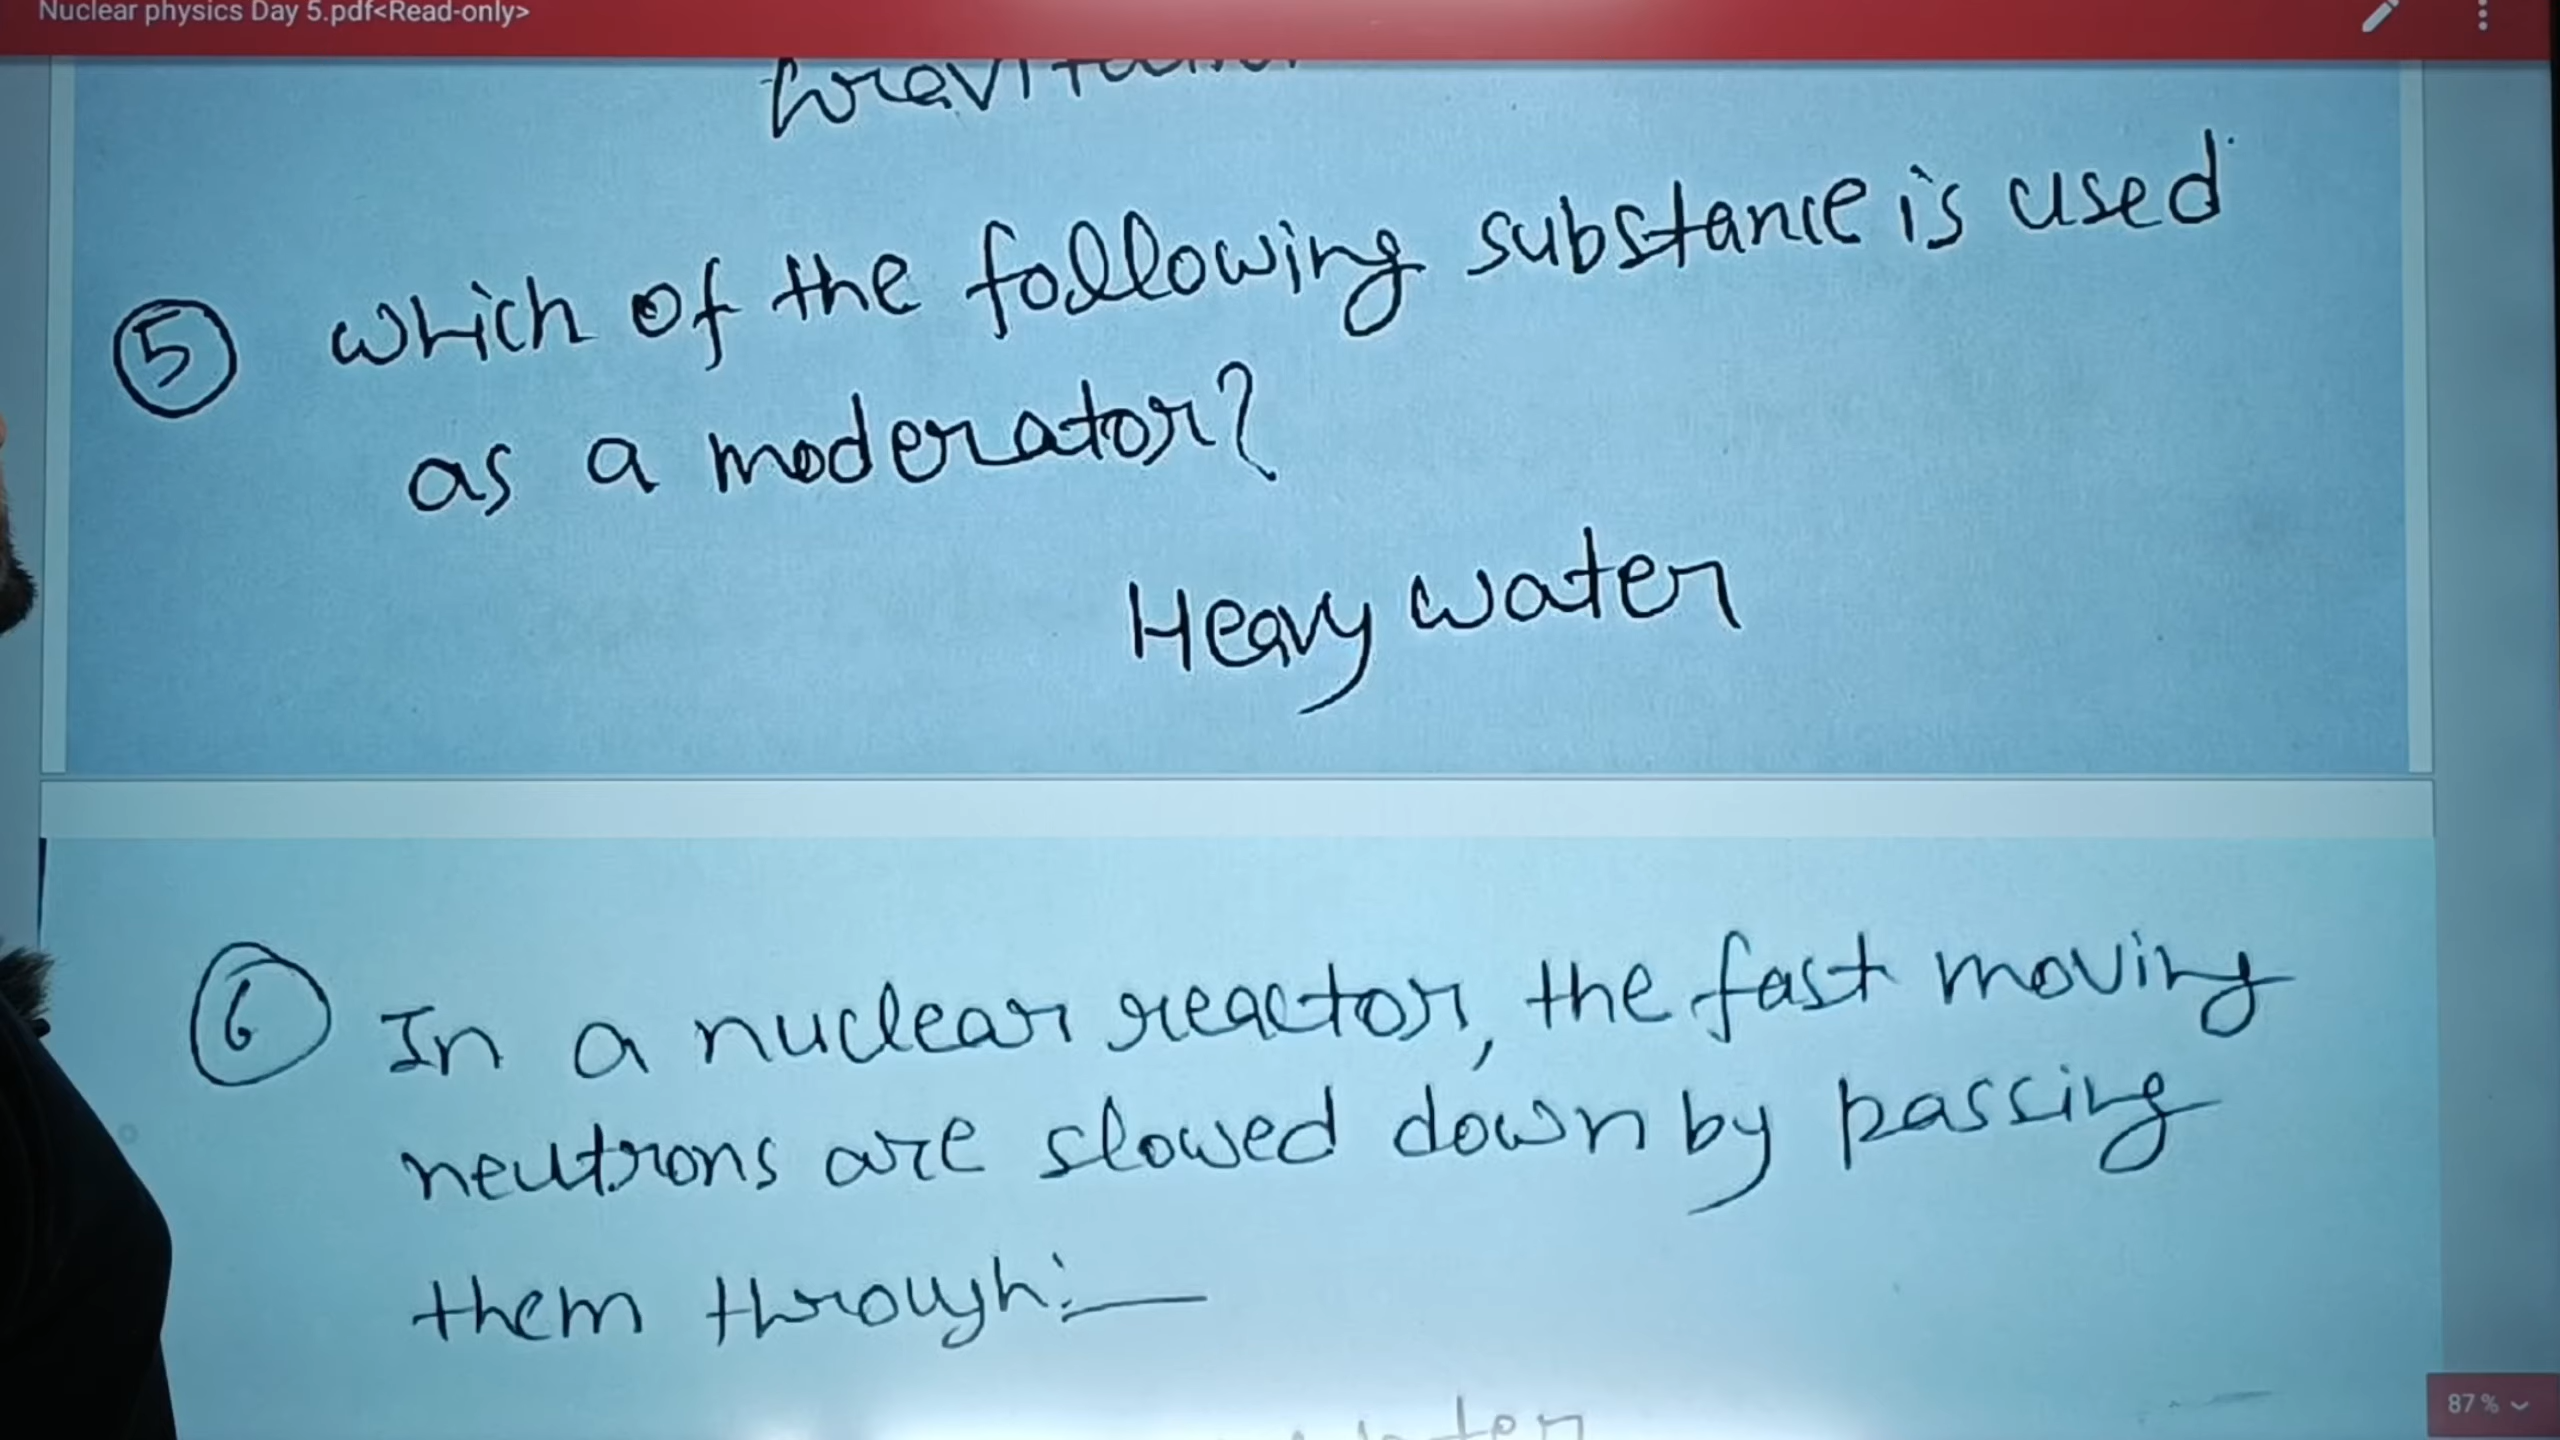 Nuclear physics Day 5.pdf<Read-only>
5 which of the following substance is used
as a moderator?
Heavy water
6 In a nuclear reactor, the fast moving
neutrons are slowed down by passing
them through:—
87 %